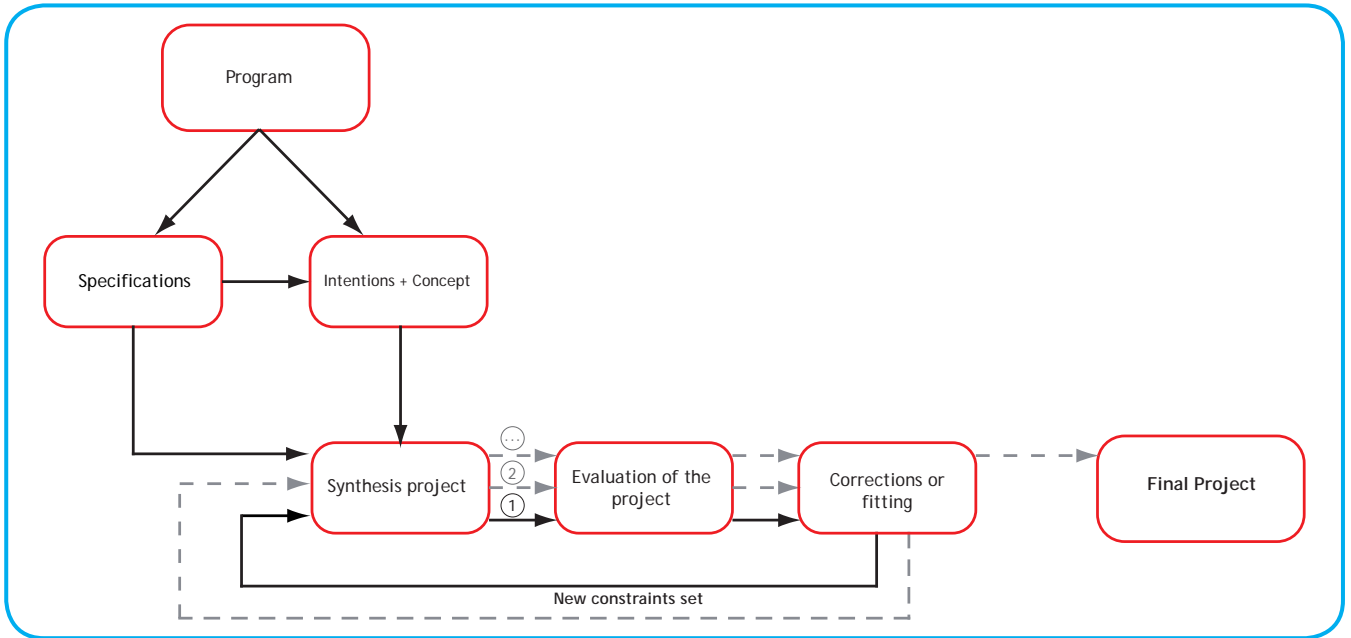 Program
Specifications
Intentions + Concept
...
2
1
Synthesis project
Evaluation of the
project
Corrections or
fitting
Final Project
New constraints set